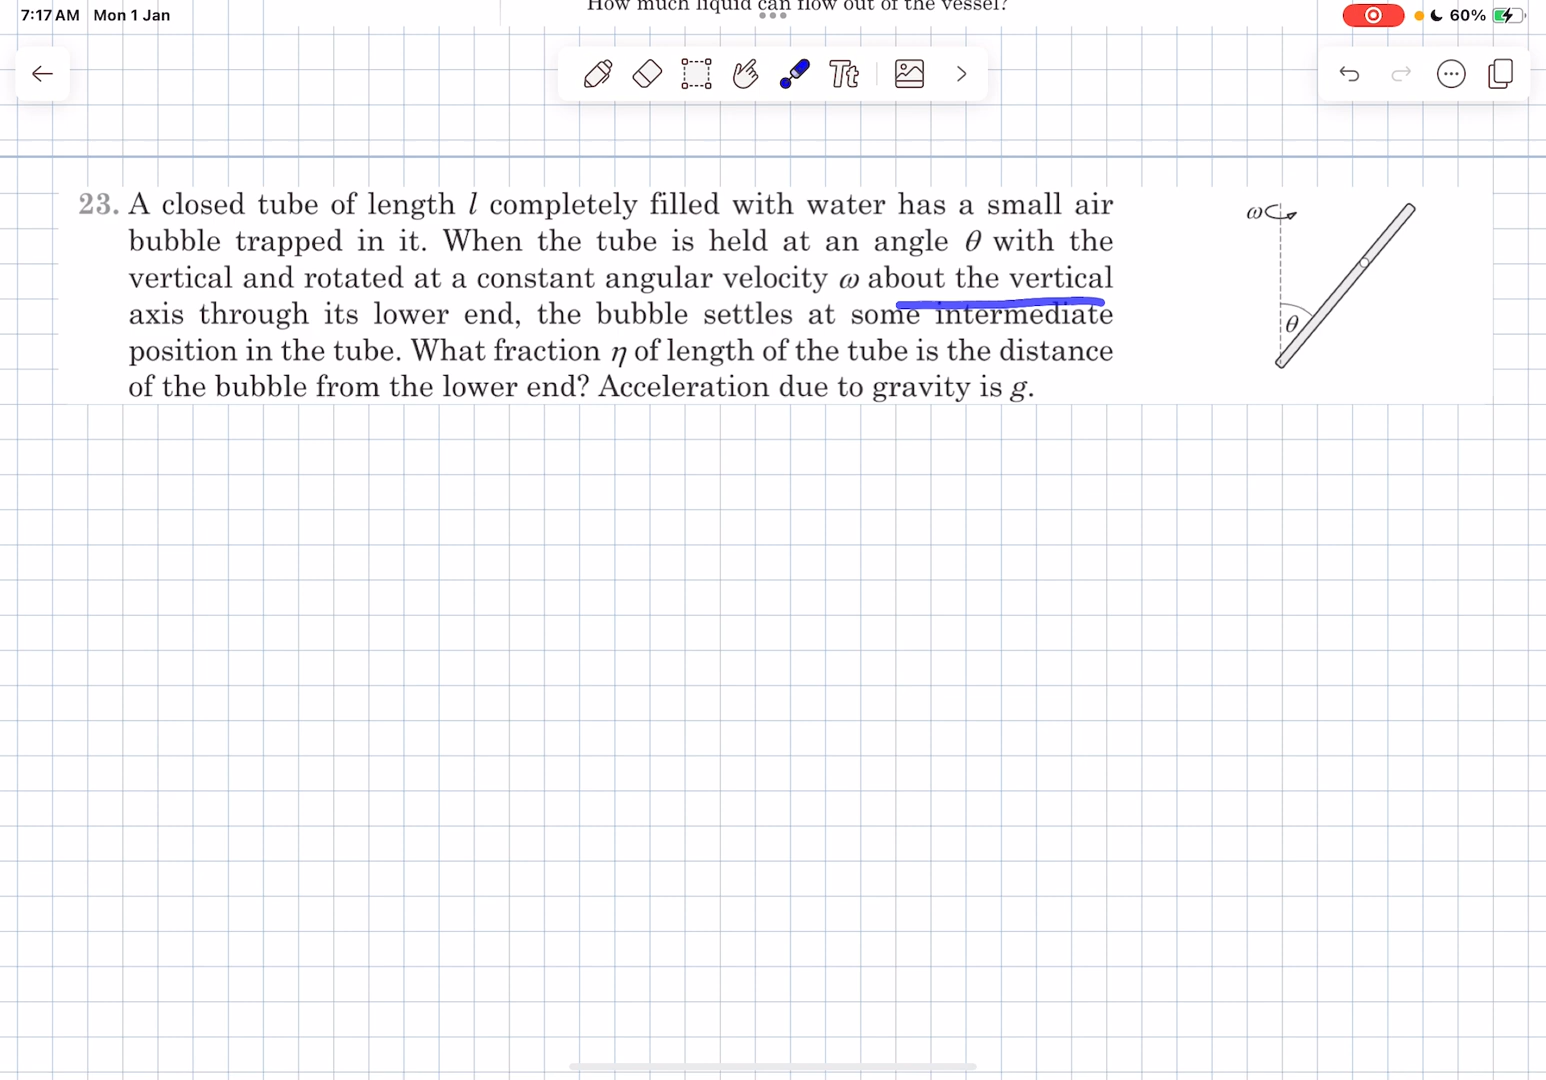 7:17 AM Mon 1 Jan
How much liquid can flow out of the vessel?
60%
Tt
23. A closed tube of length l completely filled with water has a small air
bubble trapped in it. When the tube is held at an angle θ with the
vertical and rotated at a constant angular velocity ω about the vertical
axis through its lower end, the bubble settles at some intermediate
position in the tube. What fraction η of length of the tube is the distance
of the bubble from the lower end? Acceleration due to gravity is g.
ω
θ